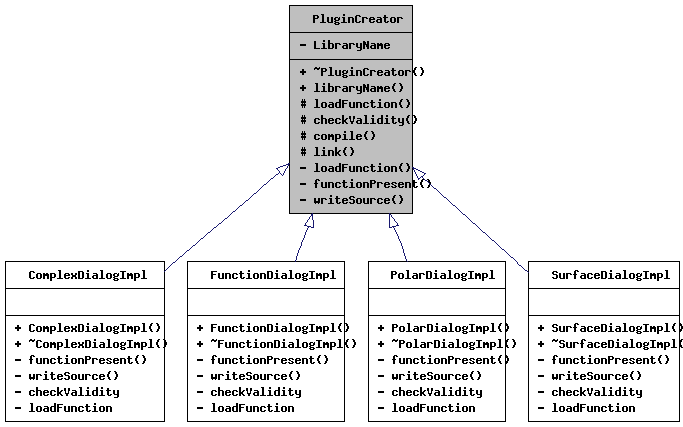 PluginCreator
- LibraryName
+ ~PluginCreator()
+ libraryName()
# loadFunction()
# checkValidity()
# compile()
# link()
- loadFunction()
- functionPresent()
- writeSource()
ComplexDialogImpl
+ ComplexDialogImpl()
+ ~ComplexDialogImpl()
- functionPresent()
- writeSource()
- checkValidity
- loadFunction
FunctionDialogImpl
+ FunctionDialogImpl()
+ ~FunctionDialogImpl()
- functionPresent()
- writeSource()
- checkValidity
- loadFunction
PolarDialogImpl
+ PolarDialogImpl()
+ ~PolarDialogImpl()
- functionPresent()
- writeSource()
- checkValidity
- loadFunction
SurfaceDialogImpl
+ SurfaceDialogImpl()
+ ~SurfaceDialogImpl(
- functionPresent()
- writeSource()
- checkValidity
- loadFunction